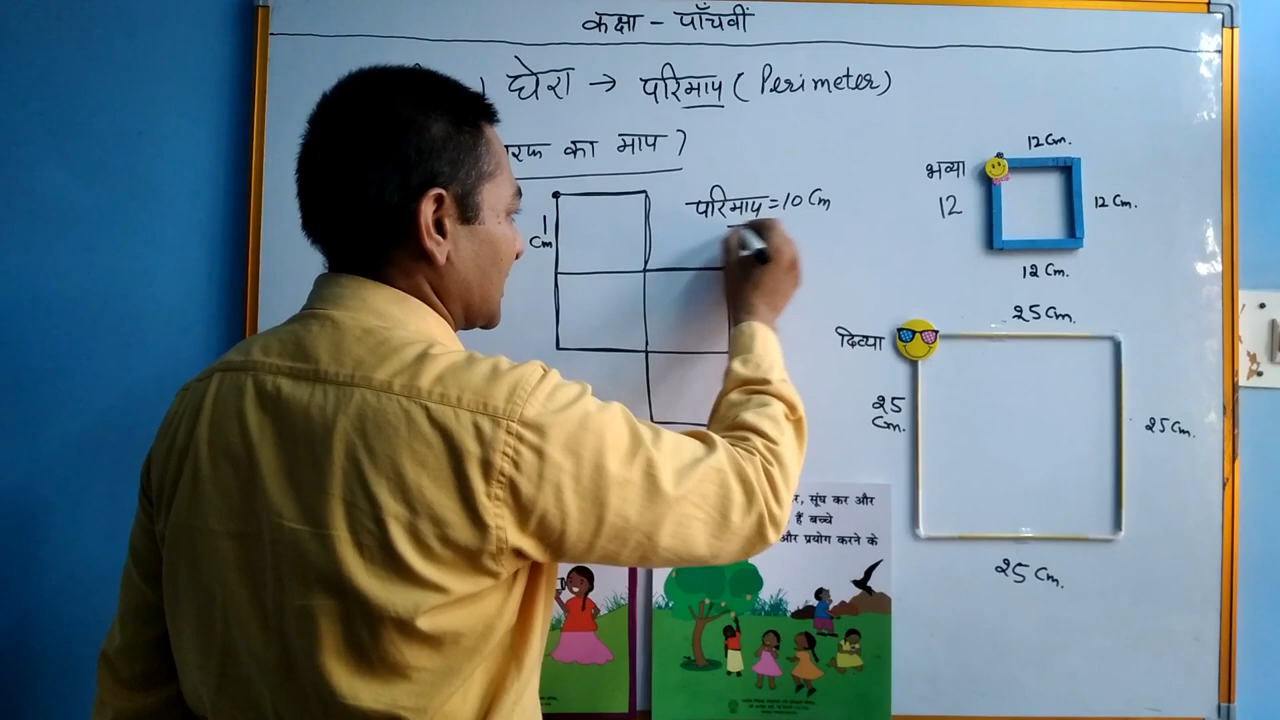 कक्षा - पाँचवीं
घेरा → परिमाप (Perimeter)
का माप ?
1
Cm
परिमाप = 10 Cm
भव्या
12
12 Cm.
12 Cm.
12 Cm.
दिव्या
25 Cm.
25
Cm.
25 Cm.
25 Cm.
सूंघ कर और
हैं बच्चे
और प्रयोग करने के